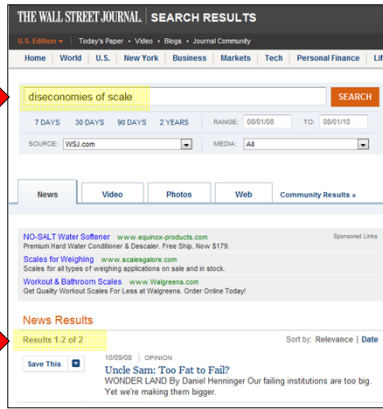 THE WALL STREET JOURNAL. SEARCH RESULTS
U.S. Edition Today's Paper • Video • Blogs • Journal Community
Home World U.S. New York Business Markets Tech Personal Finance Lif
diseconomies of scale SEARCH
7 DAYS 30 DAYS 90 DAYS 2 YEARS RANGE: 08/01/08 TO: 08/01/10
SOURCE: WSJ.com MEDIA: All
News Video Photos Web Community Results »
NO-SALT Water Softener www.equinox-products.com Sponsored Links
Premium Hard Water Conditioner & Descaler. Free Ship. Now $179.
Scales for Weighing www.scalesgalore.com
Scales for all types of weighing applications on sale and in stock.
Workout & Bathroom Scales www.Walgreens.com
Get Quality Workout Scales For Less at Walgreens. Order Online Today!
News Results
Results 1-2 of 2 Sort by: Relevance | Date
Save This 10/09/08 | OPINION
Uncle Sam: Too Fat to Fail?
WONDER LAND By Daniel Henninger Our failing institutions are too big.
Yet we're making them bigger.